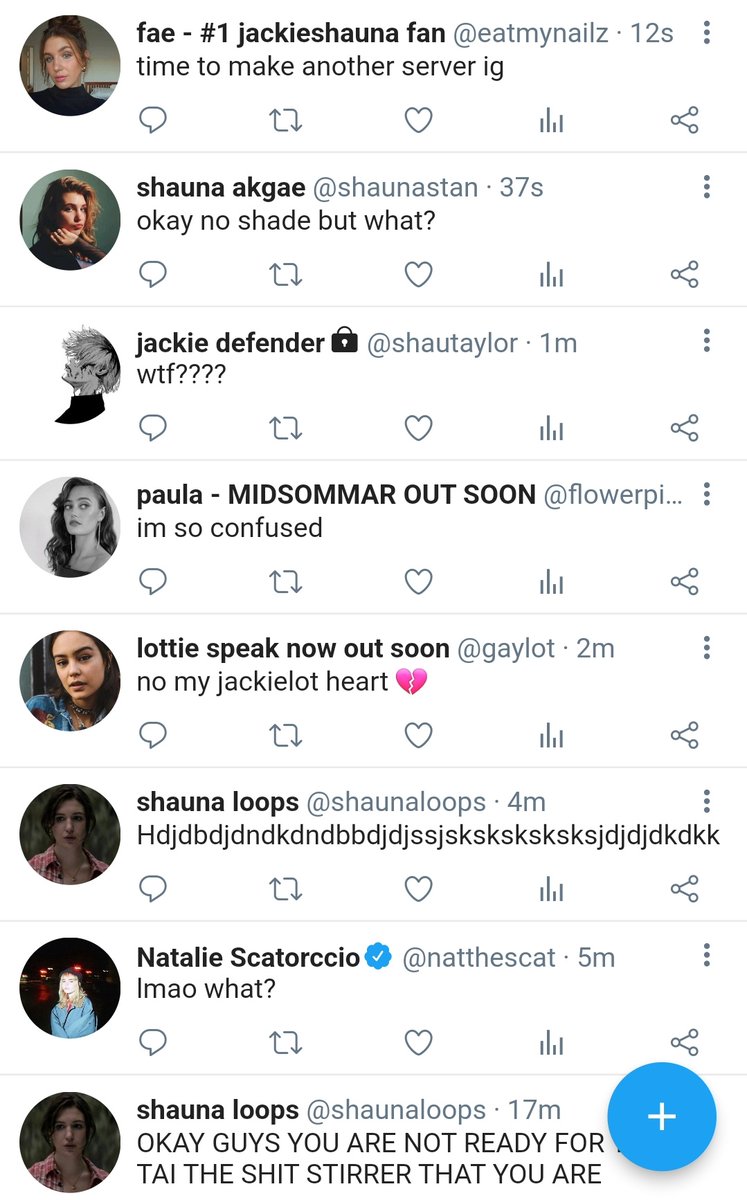 fae - #1 jackieshauna fan @eatmynailz · 12s
time to make another server ig
shauna akgae @shaunastan · 37s
okay no shade but what?
jackie defender @shautaylor · 1m
wtf????
paula - MIDSOMMAR OUT SOON @flowerpi...
im so confused
lottie speak now out soon @gaylot · 2m
no my jackielot heart 💔
shauna loops @shaunaloops · 4m
Hdjdbdjdndkdndbbdjdjssjsksksksksksjdjdjdkdkk
Natalie Scatorccio @natthescat · 5m
lmao what?
shauna loops @shaunaloops · 17m
OKAY GUYS YOU ARE NOT READY FOR
TAI THE SHIT STIRRER THAT YOU ARE